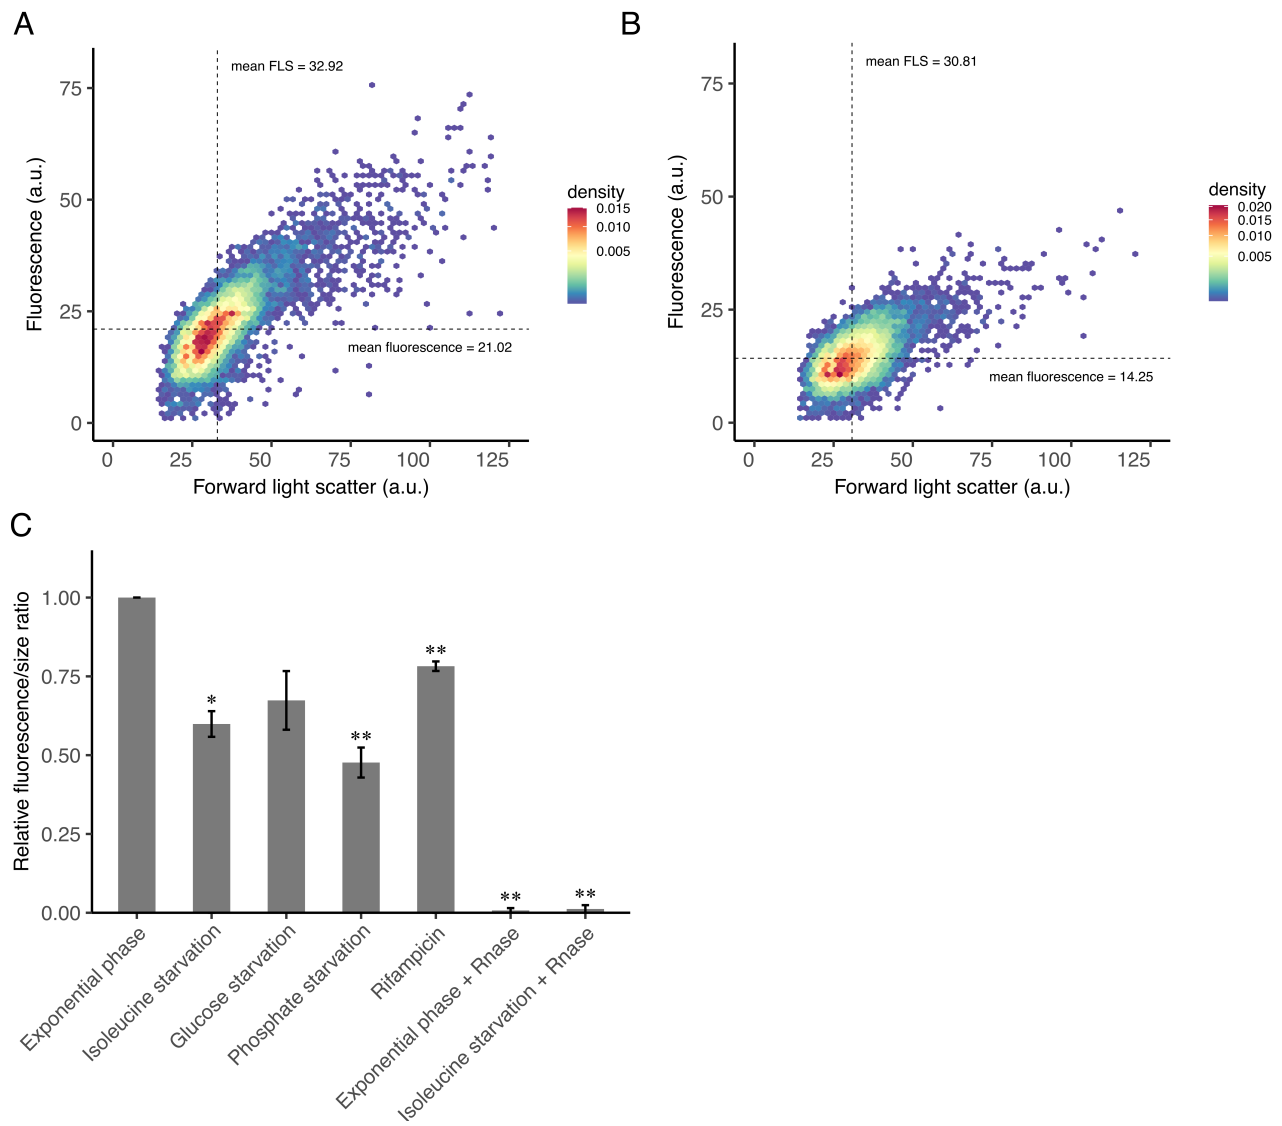 A
mean FLS = 32.92
75
50
25
0
Fluorescence (a.u.)
mean fluorescence = 21.02
0 25 50 75 100 125
Forward light scatter (a.u.)
density
0.015
0.010
0.005
B
mean FLS = 30.81
75
50
25
0
Fluorescence (a.u.)
mean fluorescence = 14.25
0 25 50 75 100 125
Forward light scatter (a.u.)
density
0.020
0.015
0.010
0.005
C
Relative fluorescence/size ratio
1.00
0.75
0.50
0.25
0.00
*
**
**
**
**
Exponential phase
Isoleucine starvation
Glucose starvation
Phosphate starvation
Rifampicin
Exponential phase + Rnase
Isoleucine starvation + Rnase